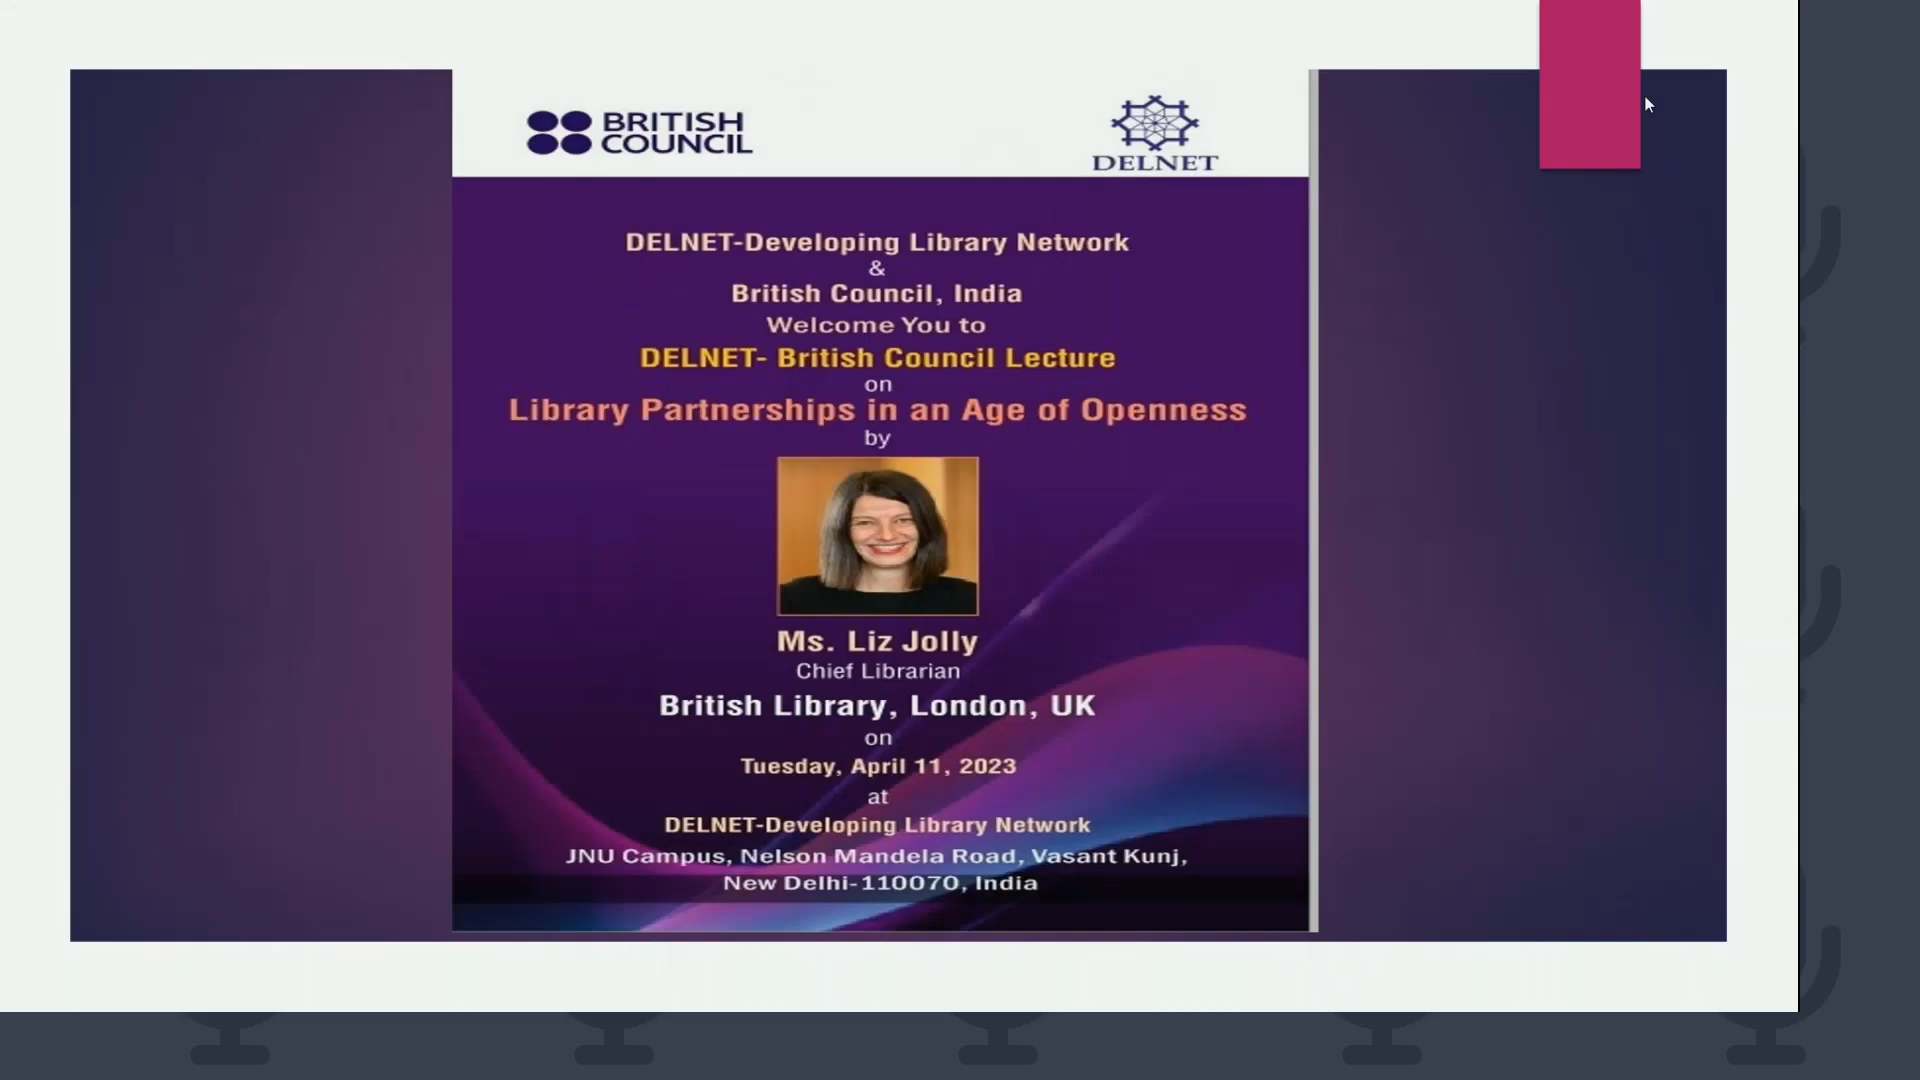 BRITISH
COUNCIL
DELNET
DELNET-Developing Library Network
&
British Council, India
Welcome You to
DELNET- British Council Lecture
on
Library Partnerships in an Age of Openness
by
Ms. Liz Jolly
Chief Librarian
British Library, London, UK
on
Tuesday, April 11, 2023
at
DELNET-Developing Library Network
JNU Campus, Nelson Mandela Road, Vasant Kunj,
New Delhi-110070, India